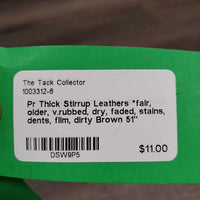 The Tack Collector
1003312-6
Pr Thick Stirrup Leathers *fair,
older, v.rubbed, dry, faded, stains,
dents, film, dirty Brown 51"
DSW9P5
$11.00